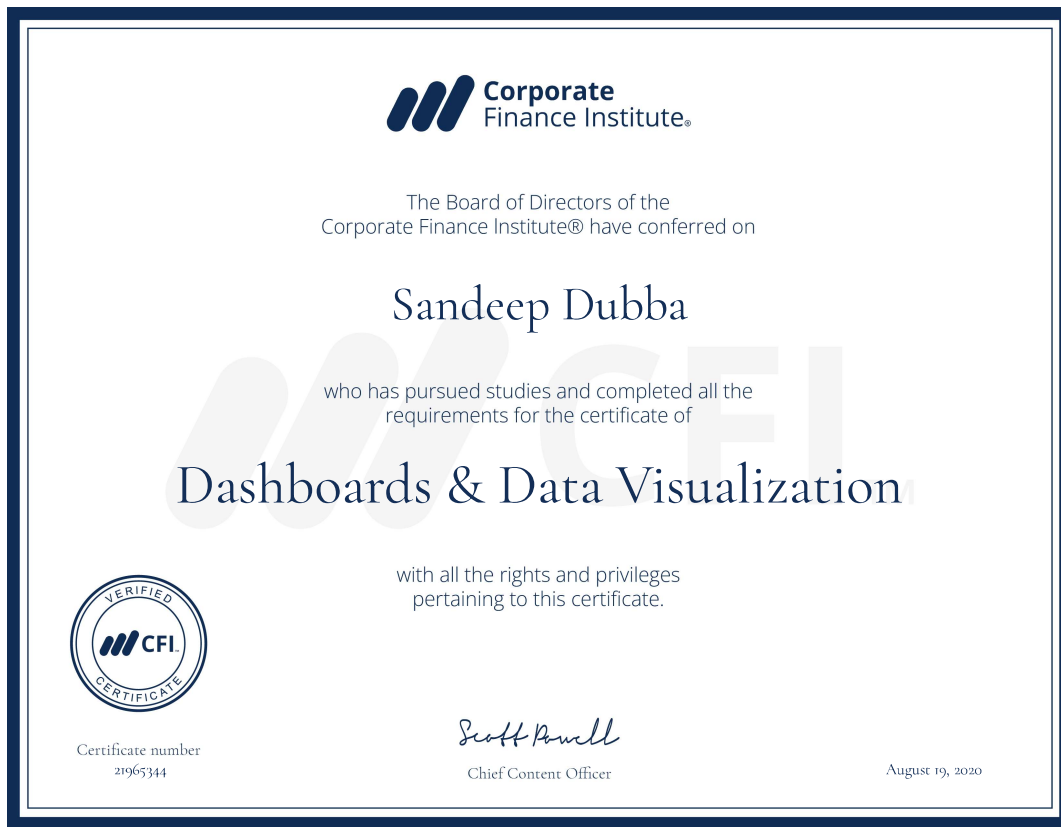 Corporate
Finance Institute®
The Board of Directors of the
Corporate Finance Institute® have conferred on
Sandeep Dubba
CFI
who has pursued studies and completed all the
requirements for the certificate of
Dashboards & Data Visualization
with all the rights and privileges
pertaining to this certificate.
VERIFIED
CFI™
CERTIFICATE
Scott Powell
Certificate number
21965344
Chief Content Officer
August 19, 2020